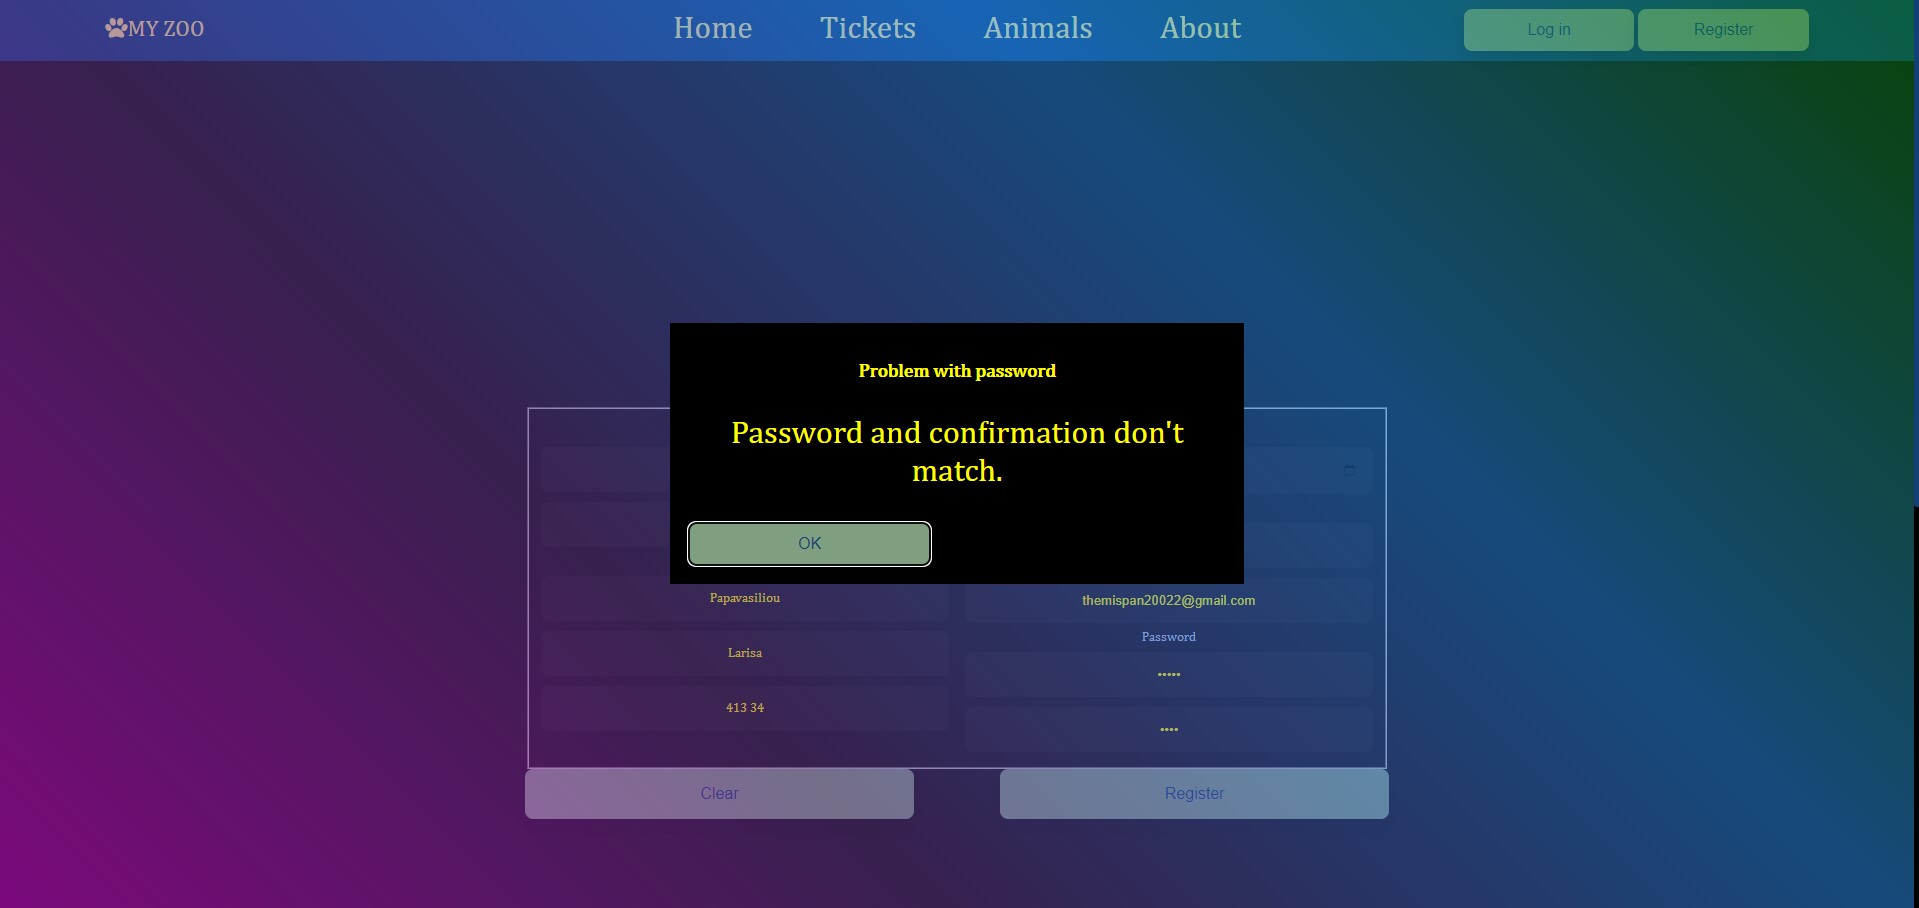 MY ZOO
Home
Tickets
Animals
About
Log in
Register
Problem with password
Password and confirmation don't
match.
OK
Papavasiliou
Larisa
413 34
themispan20022@gmail.com
Password
•••••
••••
Clear
Register